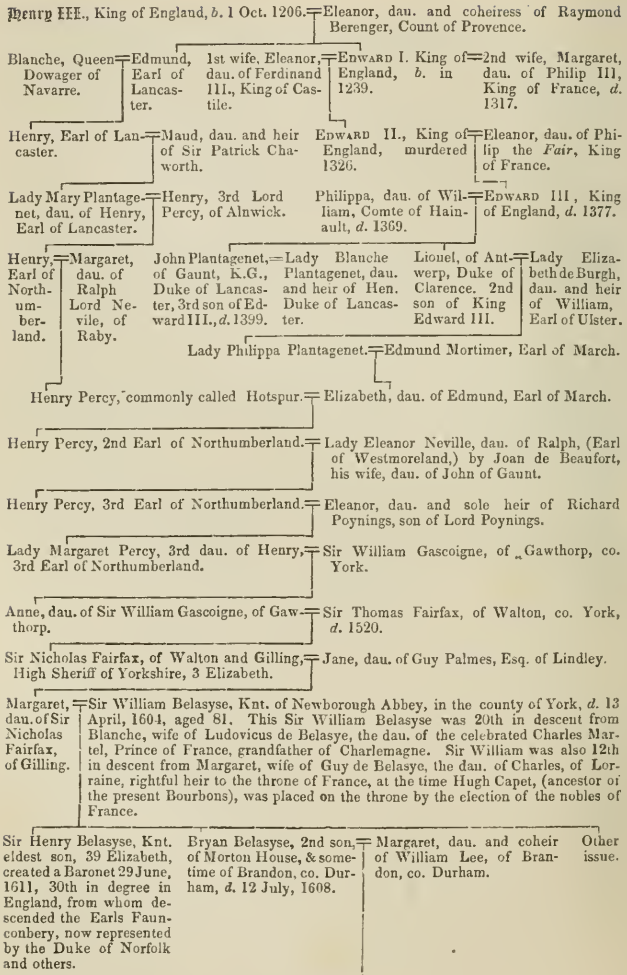 Henry III., King of England, b. 1 Oct. 1206.=Eleanor, dau. and coheiress of Raymond
Berenger, Count of Provence.
Blanche, Queen
Dowager of
Navarre.
=Edmund,
Earl of
Lancas-
ter.
1st wife, Eleanor,
dau. of Ferdinand
III., King of Cas-
tile.
=EDWARD I. King of
England, b. in
1239.
=2nd wife, Margaret,
dau. of Philip III,
King of France, d.
1317.
Henry, Earl of Lan-
caster.
=Maud, dau. and heir
of Sir Patrick Cha-
worth.
EDWARD II., King of
England, murdered
1326.
=Eleanor, dau. of Phi-
lip the Fair, King
of France.
Lady Mary Plantage-
net, dau. of Henry,
Earl of Lancaster.
=Henry, 3rd Lord
Percy, of Alnwick.
Philippa, dau. of Wil-
liam, Comte of Hain-
ault, d. 1369.
=EDWARD III, King
of England, d. 1377.
Henry,
Earl of
North-
um-
ber-
land.
=Margaret,
dau. of
Ralph
Lord Ne-
vile, of
Raby.
John Plantagenet,
of Gaunt, K.G.,
Duke of Lancas-
ter, 3rd son of Ed-
ward III., d. 1399.
=Lady Blanche
Plantagenet, dau.
and heir of Hen.
Duke of Lancas-
ter.
Lionel, of Ant-
werp, Duke of
Clarence. 2nd
son of King
Edward III.
=Lady Eliza-
beth de Burgh,
dau. and heir
of William,
Earl of Ulster.
Lady Philippa Plantagenet.=Edmund Mortimer, Earl of March.
Henry Percy, commonly called Hotspur.=Elizabeth, dau. of Edmund, Earl of March.
Henry Percy, 2nd Earl of Northumberland.=Lady Eleanor Neville, dau. of Ralph, (Earl
of Westmoreland,) by Joan de Beaufort,
his wife, dau. of John of Gaunt.
Henry Percy, 3rd Earl of Northumberland.=Eleanor, dau. and sole heir of Richard
Poynings, son of Lord Poynings.
Lady Margaret Percy, 3rd dau. of Henry,
3rd Earl of Northumberland.
=Sir William Gascoigne, of Gawthorp, co.
York.
Anne, dau. of Sir William Gascoigne, of Gaw-
thorp.
=Sir Thomas Fairfax, of Walton, co. York,
d. 1520.
Sir Nicholas Fairfax, of Walton and Gilling,
High Sheriff of Yorkshire, 3 Elizabeth.
=Jane, dau. of Guy Palmes, Esq. of Lindley.
Margaret,
dau. of Sir
Nicholas
Fairfax,
of Gilling.
=Sir William Belasyse, Knt. of Newborough Abbey, in the county of York, d. 13
April, 1604, aged 81. This Sir William Belasyse was 20th in descent from
Blanche, wife of Ludovicus de Belasye, the dau. of the celebrated Charles Mar-
tel, Prince of France, grandfather of Charlemagne. Sir William was also 12th
in descent from Margaret, wife of Guy de Belasye, the dau. of Charles, of Lor-
raine, rightful heir to the throne of France, at the time Hugh Capet, (ancestor of
the present Bourbons), was placed on the throne by the election of the nobles of
France.
Sir Henry Belasyse, Knt.
eldest son, 39 Elizabeth,
created a Baronet 29 June,
1611, 30th in degree in
England, from whom de-
scended the Earls Faun-
conbery, now represented
by the Duke of Norfolk
and others.
Bryan Belasyse, 2nd son,
of Morton House, & some-
time of Brandon, co. Dur-
ham, d. 12 July, 1608.
=Margaret, dau. and coheir
of William Lee, of Bran-
don, co. Durham.
Other
issue.